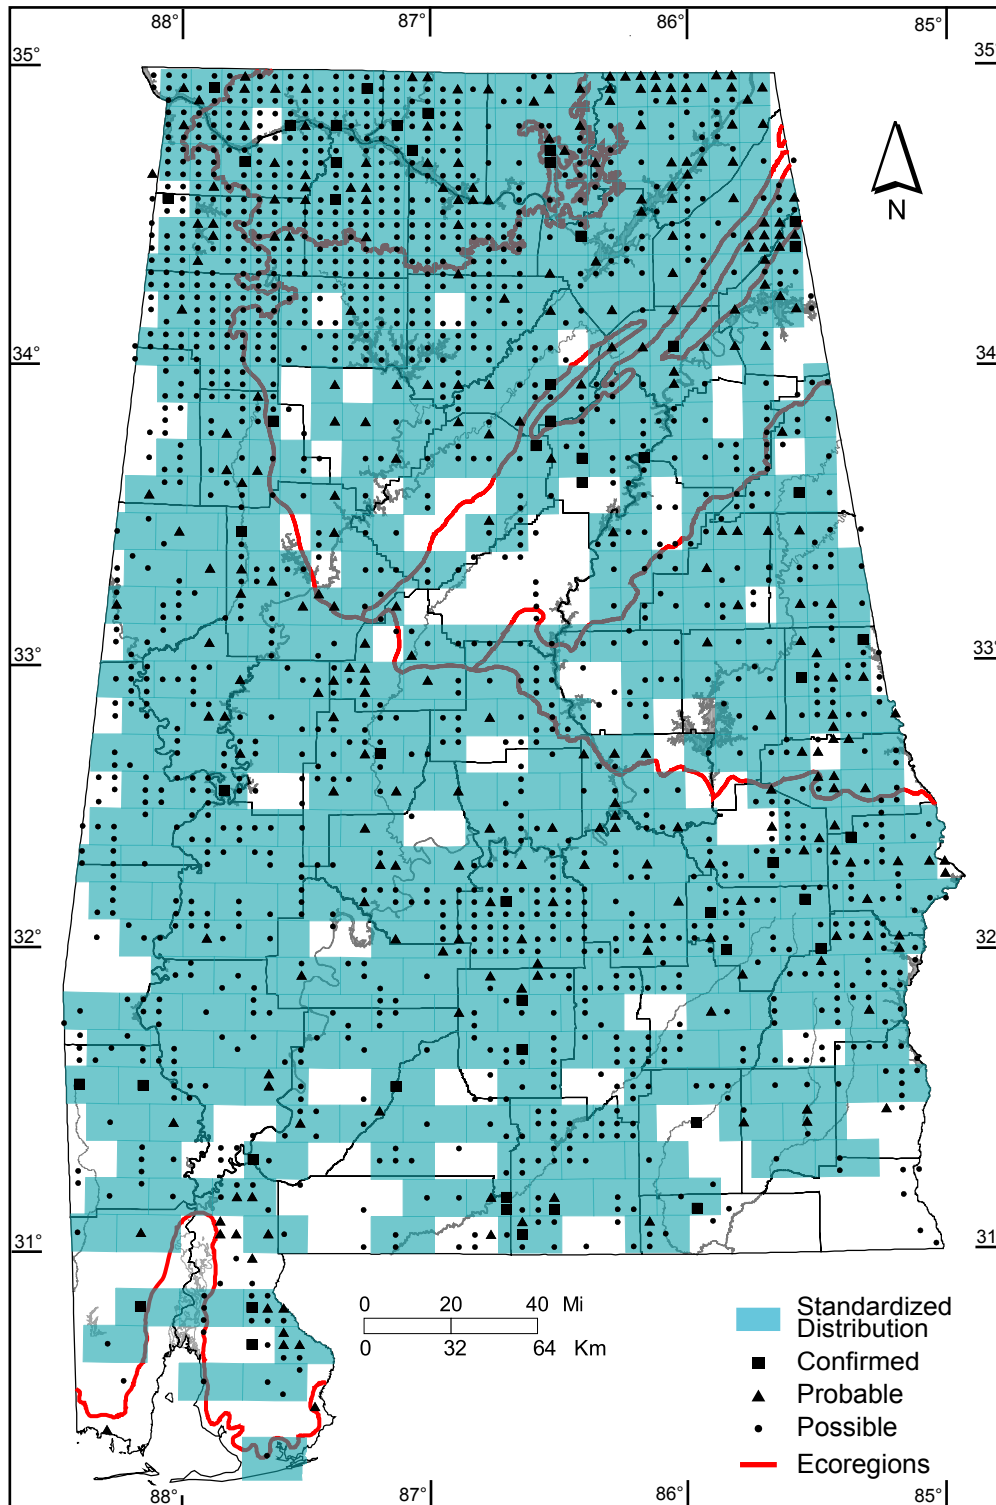 88° 87° 86° 85°
35° 35°
N
34° 34
33° 33°
32° 32
31° 31
0 20 40 Mi
0 32 64 Km
Standardized
Distribution
Confirmed
Probable
Possible
Ecoregions
88° 87° 86° 85°